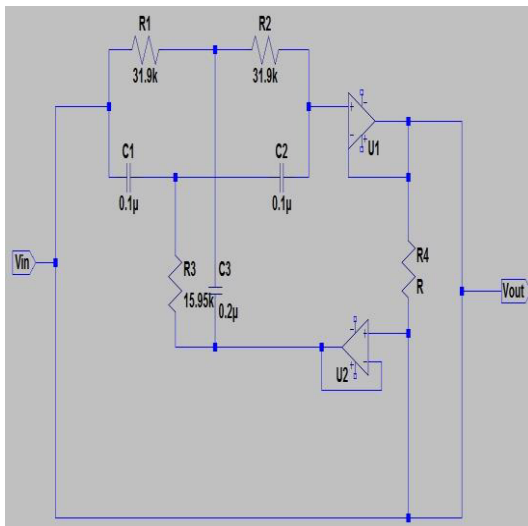 R1
31.9k
R2
31.9k
C1
0.1µ
C2
0.1µ
U1
Vin
R3
15.95k
C3
0.2µ
R4
R
Vout
U2